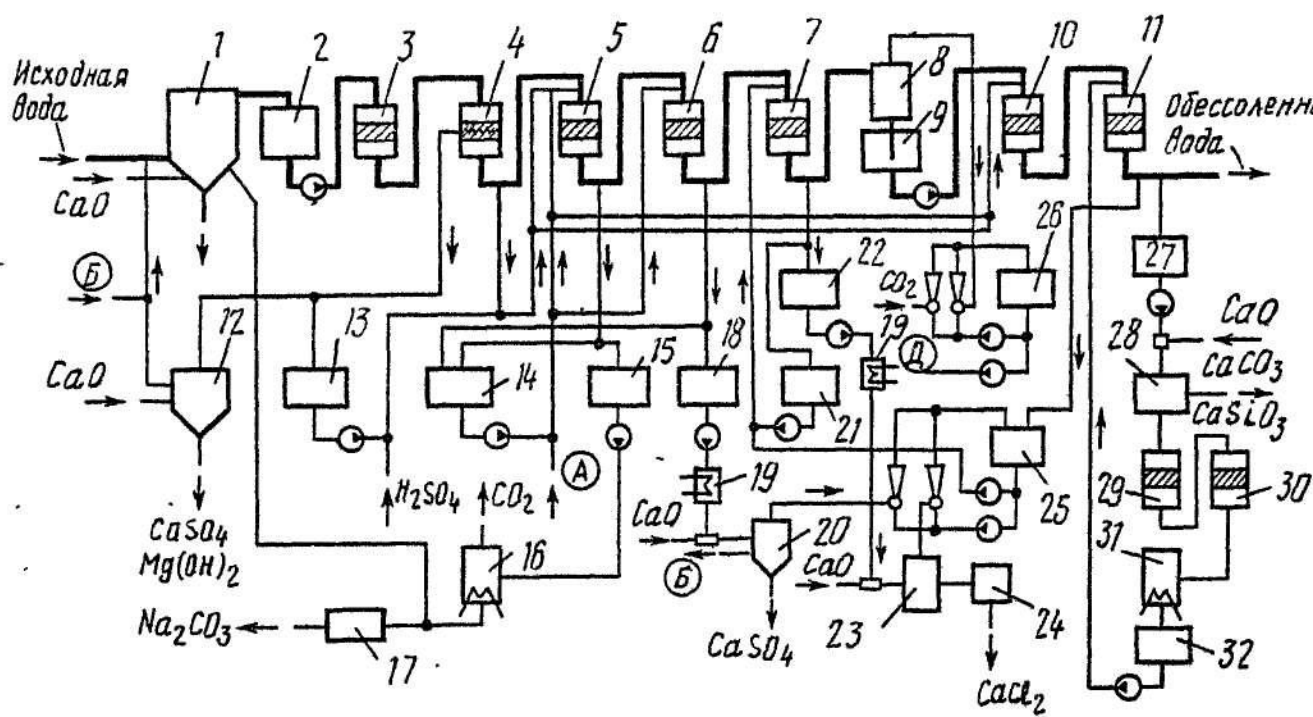 1
2
3
4
5
6
7
8
10
11
Исходная
вода
9
Обессоленн
вода
CaO
Б
26
27
22
CO₂
12
13
14
15
18
19
Д
28
CaO
CaCO₃
CaSiO₃
CaO
21
А
25
29
30
H₂SO₄
CO₂
19
CaO
20
CaSO₄
Mg(OH)₂
16
Б
CaO
31
Na₂CO₃
17
CaSO₄
23
24
32
CaCl₂